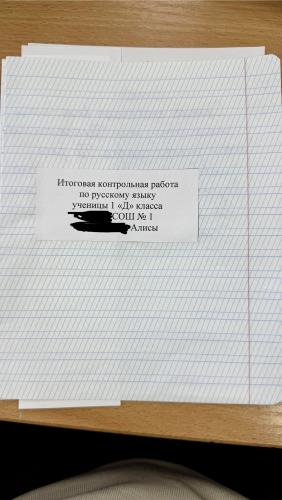 Итоговая контрольная работа
по русскому языку
ученицы 1 «Д» класса
СОШ № 1
Алисы